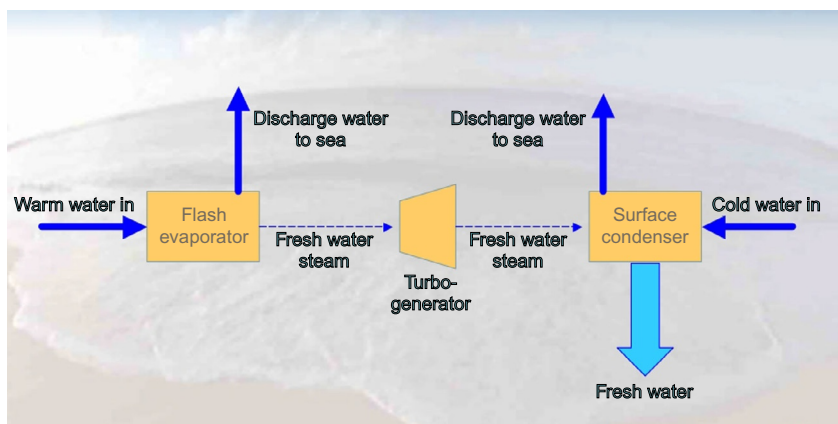 Discharge water
to sea
Discharge water
to sea
Warm water in
Flash
evaporator
Fresh water
steam
Turbo-
generator
Fresh water
steam
Surface
condenser
Cold water in
Fresh water